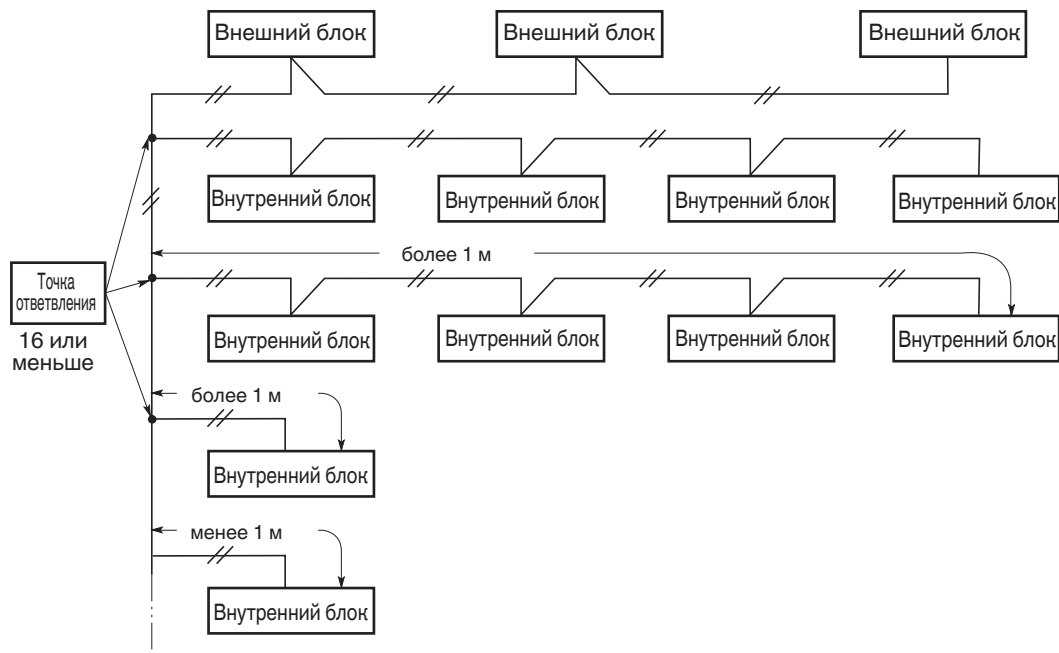 Внешний блок
Внешний блок
Внешний блок
Внутренний блок
Внутренний блок
Внутренний блок
Внутренний блок
более 1 м
Точка
ответвления
16 или
меньше
Внутренний блок
Внутренний блок
Внутренний блок
Внутренний блок
более 1 м
Внутренний блок
менее 1 м
Внутренний блок